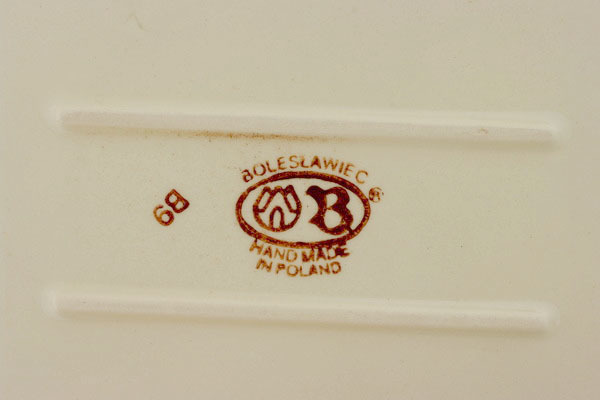 BOLESŁAWIEC ®
B
HAND MADE
IN POLAND